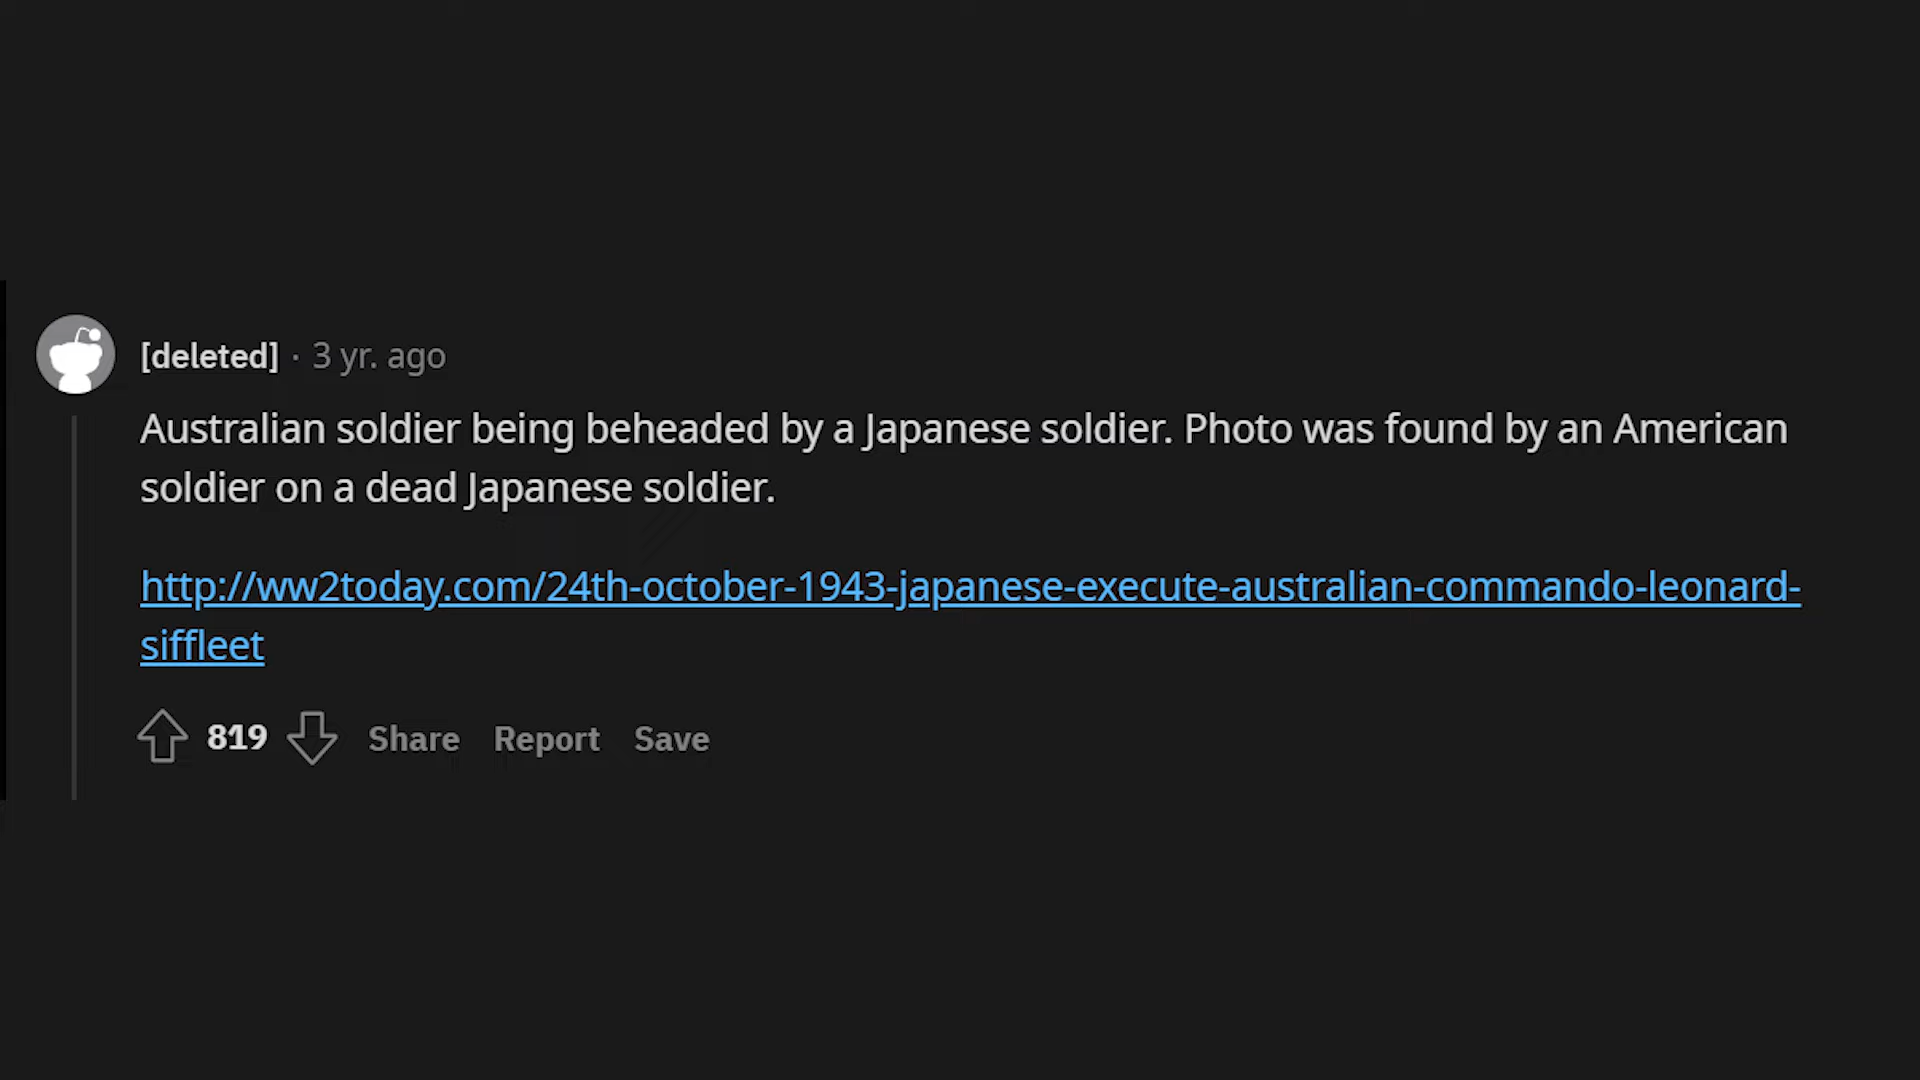 [deleted] · 3 yr. ago
Australian soldier being beheaded by a Japanese soldier. Photo was found by an American
soldier on a dead Japanese soldier.
http://ww2today.com/24th-october-1943-japanese-execute-australian-commando-leonard-
siffleet
819 Share Report Save